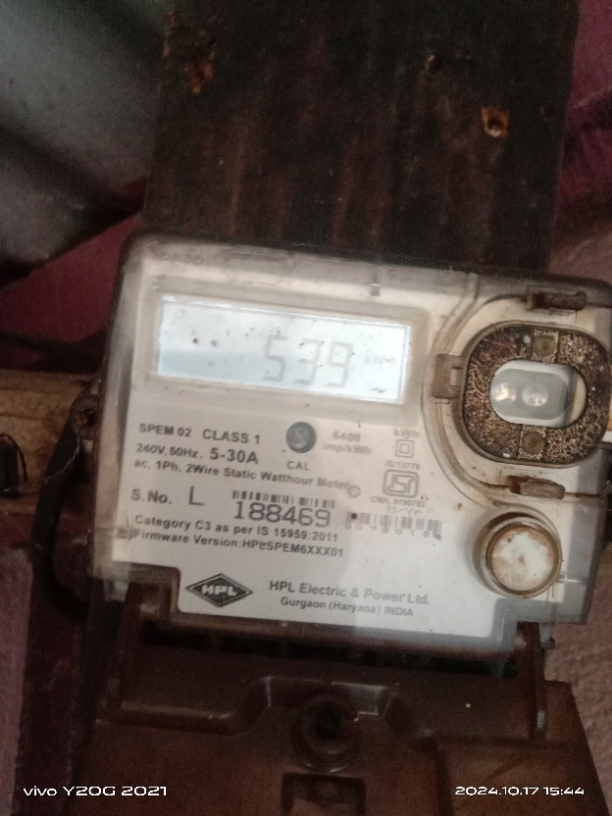 539
SPEM 02 CLASS 1
6400
imp/kWh
kWh
240V, 50Hz. 5-30A
CAL
IS:13779
ac, 1Ph, 2Wire Static Watthour Meter
S. No. L 188469
Category C3 as per IS 15959:2011
Firmware Version:HPLSPEM6XXX01
HPL
HPL Electric & Power Ltd.
Gurgaon (Haryana) INDIA
vivo Y20G 2021
2024.10.17 15:44